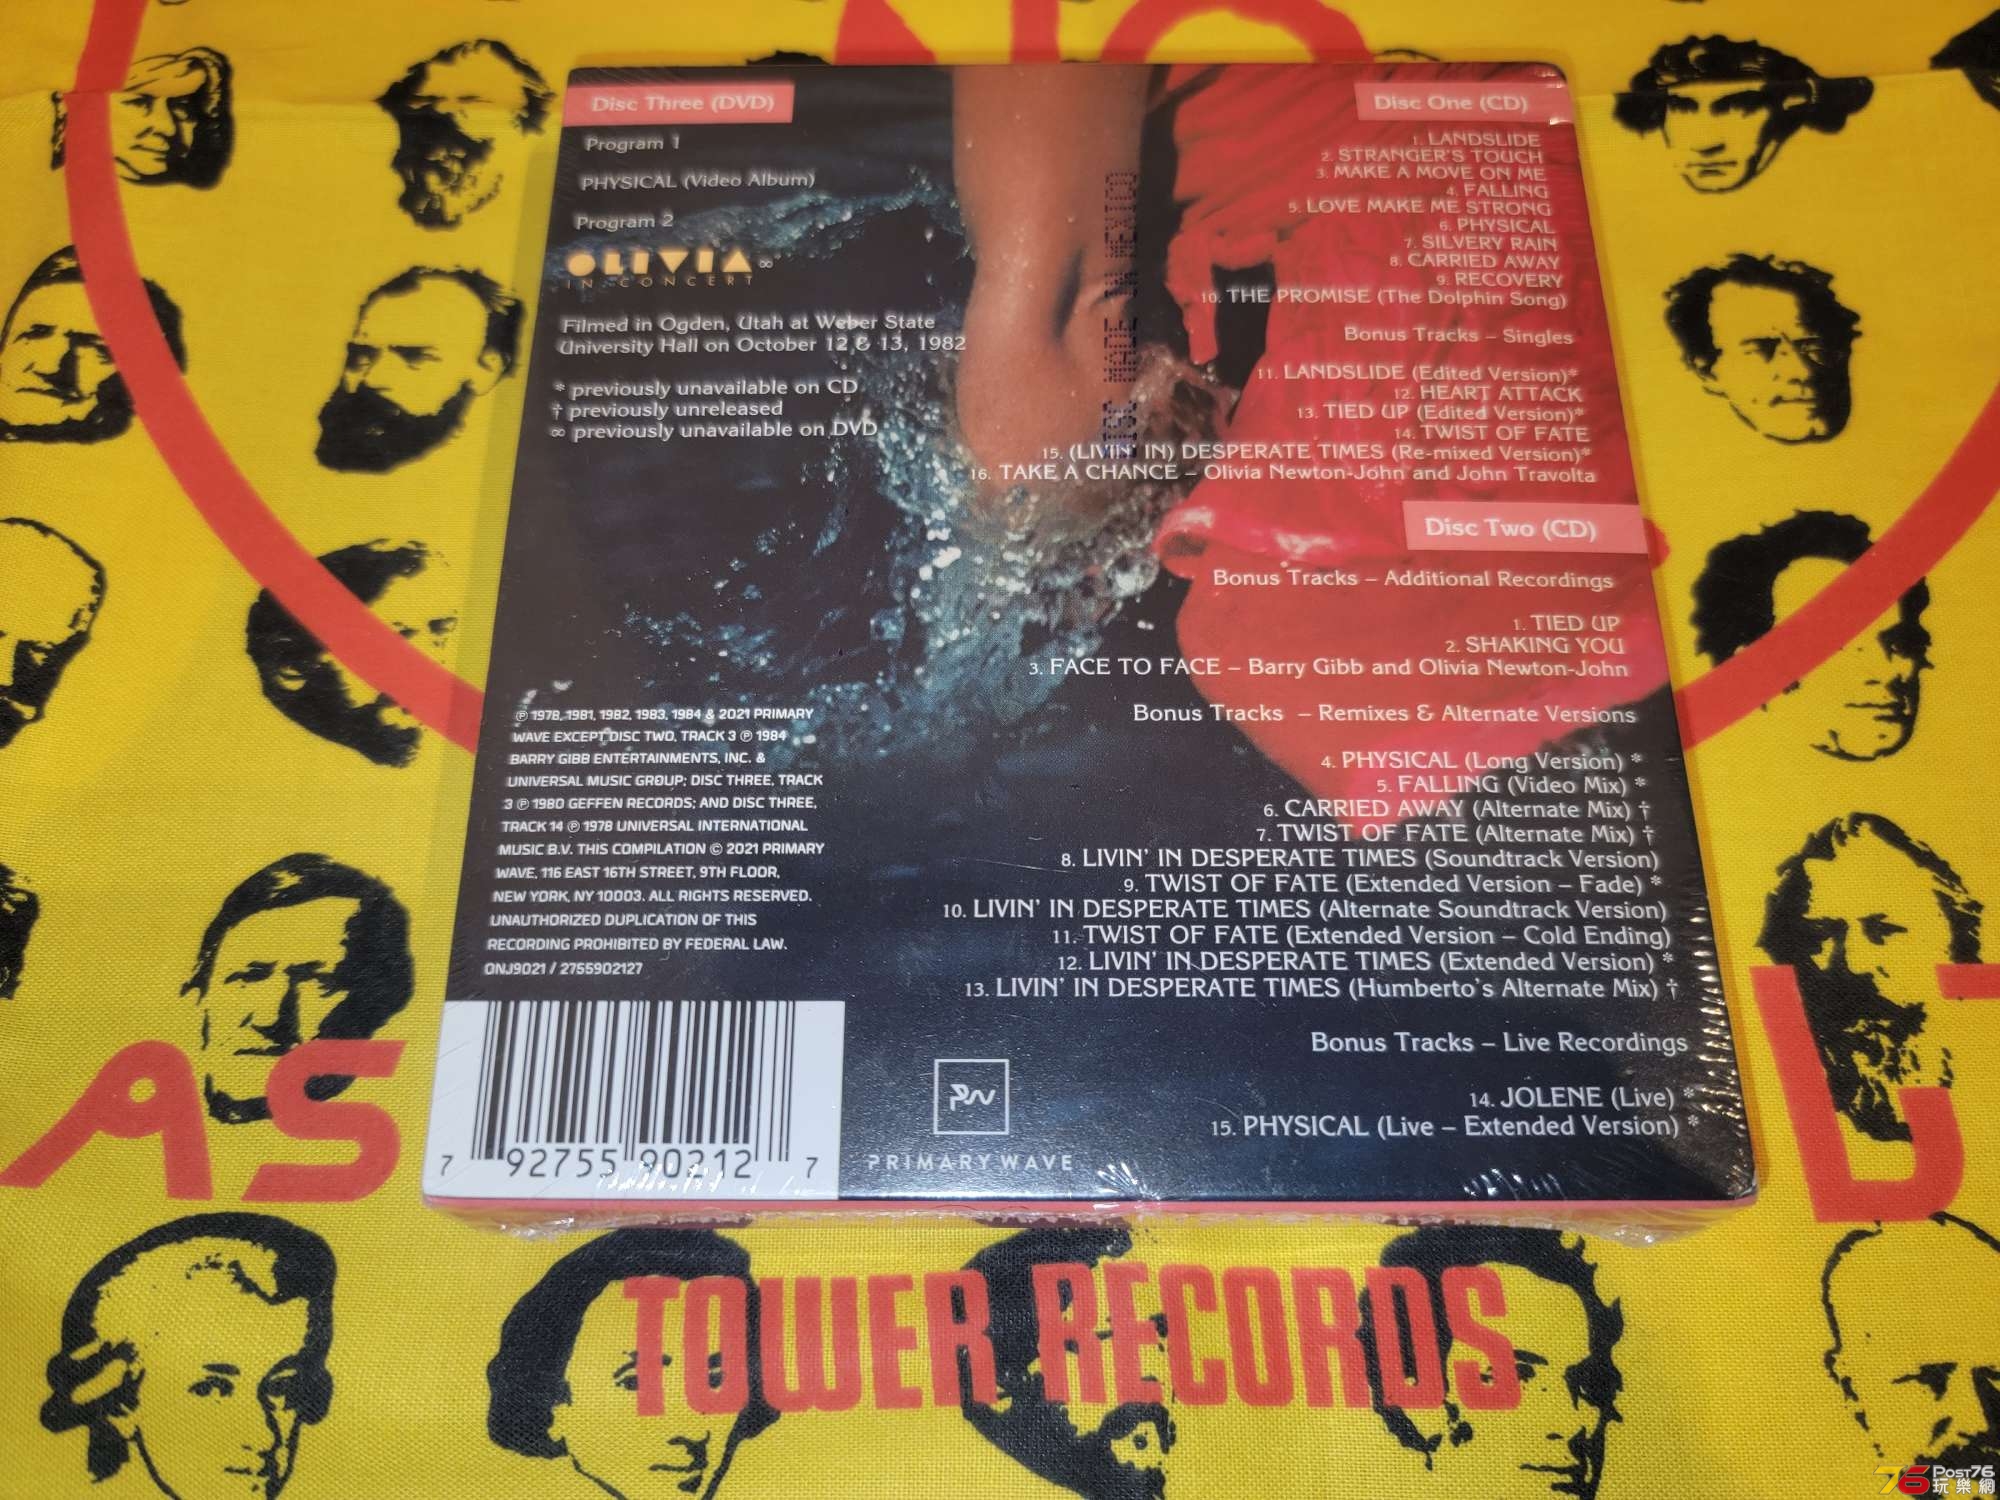 NO
Disc Three (DVD)
Program 1
PHYSICAL (Video Album)
Program 2
OLIVIA ∞
IN CONCERT
Filmed in Ogden, Utah at Weber State
University Hall on October 12 & 13, 1982
* previously unavailable on CD
† previously unreleased
∞ previously unavailable on DVD
Disc One (CD)
1. LANDSLIDE
2. STRANGER'S TOUCH
3. MAKE A MOVE ON ME
4. FALLING
5. LOVE MAKE ME STRONG
6. PHYSICAL
7. SILVERY RAIN
8. CARRIED AWAY
9. RECOVERY
10. THE PROMISE (The Dolphin Song)
Bonus Tracks – Singles
11. LANDSLIDE (Edited Version)*
12. HEART ATTACK
13. TIED UP (Edited Version)*
14. TWIST OF FATE
15. (LIVIN' IN) DESPERATE TIMES (Re-mixed Version)*
16. TAKE A CHANCE – Olivia Newton-John and John Travolta
DISC MADE IN MEXICO
Disc Two (CD)
Bonus Tracks – Additional Recordings
1. TIED UP
2. SHAKING YOU
3. FACE TO FACE – Barry Gibb and Olivia Newton-John
Bonus Tracks – Remixes & Alternate Versions
4. PHYSICAL (Long Version) *
5. FALLING (Video Mix) *
6. CARRIED AWAY (Alternate Mix) †
7. TWIST OF FATE (Alternate Mix) †
8. LIVIN' IN DESPERATE TIMES (Soundtrack Version)
9. TWIST OF FATE (Extended Version – Fade) *
10. LIVIN' IN DESPERATE TIMES (Alternate Soundtrack Version)
11. TWIST OF FATE (Extended Version – Cold Ending)
12. LIVIN' IN DESPERATE TIMES (Extended Version) *
13. LIVIN' IN DESPERATE TIMES (Humberto's Alternate Mix) †
Bonus Tracks – Live Recordings
14. JOLENE (Live) *
15. PHYSICAL (Live – Extended Version) *
℗ 1978, 1981, 1982, 1983, 1984 & 2021 PRIMARY
WAVE EXCEPT DISC TWO, TRACK 3 ℗ 1984
BARRY GIBB ENTERTAINMENTS, INC. &
UNIVERSAL MUSIC GROUP; DISC THREE, TRACK
3 ℗ 1980 GEFFEN RECORDS; AND DISC THREE,
TRACK 14 ℗ 1978 UNIVERSAL INTERNATIONAL
MUSIC B.V. THIS COMPILATION © 2021 PRIMARY
WAVE, 116 EAST 16TH STREET, 9TH FLOOR,
NEW YORK, NY 10003. ALL RIGHTS RESERVED.
UNAUTHORIZED DUPLICATION OF THIS
RECORDING PROHIBITED BY FEDERAL LAW.
ONJ9021 / 2755902127
7 92755 90212 7
PW
PRIMARY WAVE
AS
TOWER RECORDS
76 POST76
玩樂網